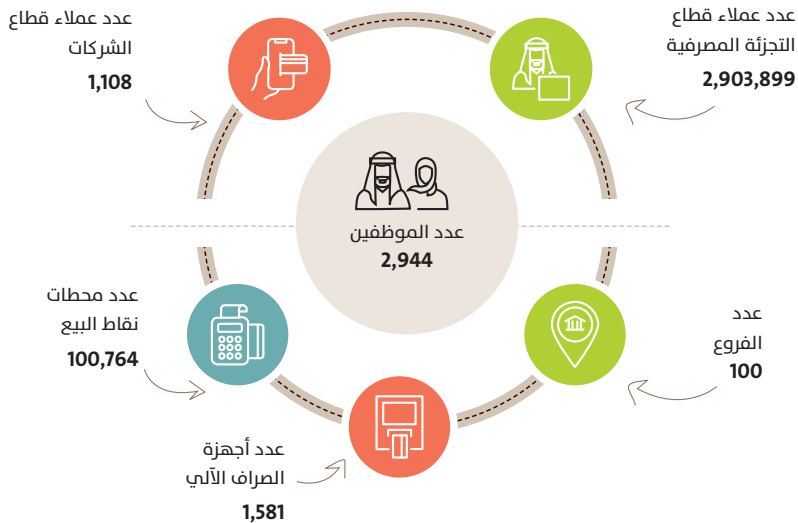 عدد عملاء قطاع
التجزئة المصرفية
2,903,899
عدد عملاء قطاع
الشركات
1,108
عدد الموظفين
2,944
عدد
الفروع
100
عدد محطات
نقاط البيع
100,764
عدد أجهزة
الصراف الآلي
1,581